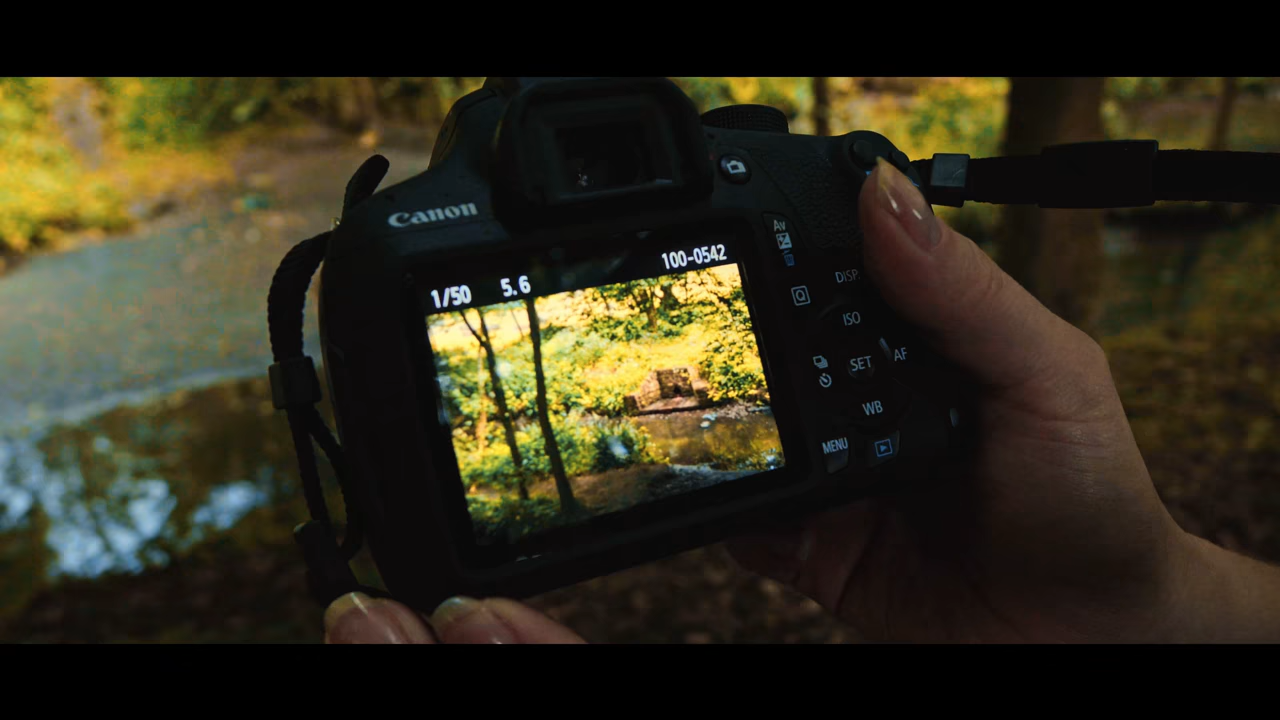 Canon
1/50 5.6 100-0542
Av
Q
DISP.
ISO
SET
AF
WB
MENU